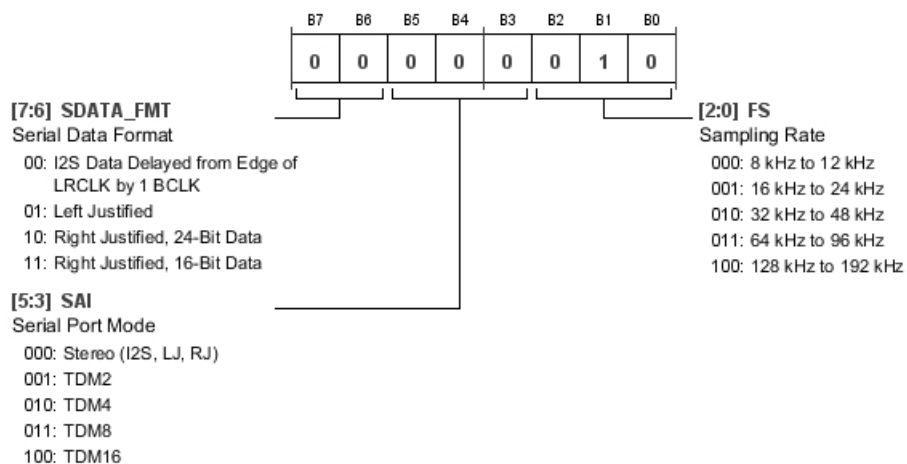 B7 B6 B5 B4 B3 B2 B1 B0
0 0 0 0 0 0 1 0
[7:6] SDATA_FMT
Serial Data Format
00: I2S Data Delayed from Edge of
LRCLK by 1 BCLK
01: Left Justified
10: Right Justified, 24-Bit Data
11: Right Justified, 16-Bit Data
[5:3] SAI
Serial Port Mode
000: Stereo (I2S, LJ, RJ)
001: TDM2
010: TDM4
011: TDM8
100: TDM16
[2:0] FS
Sampling Rate
000: 8 kHz to 12 kHz
001: 16 kHz to 24 kHz
010: 32 kHz to 48 kHz
011: 64 kHz to 96 kHz
100: 128 kHz to 192 kHz